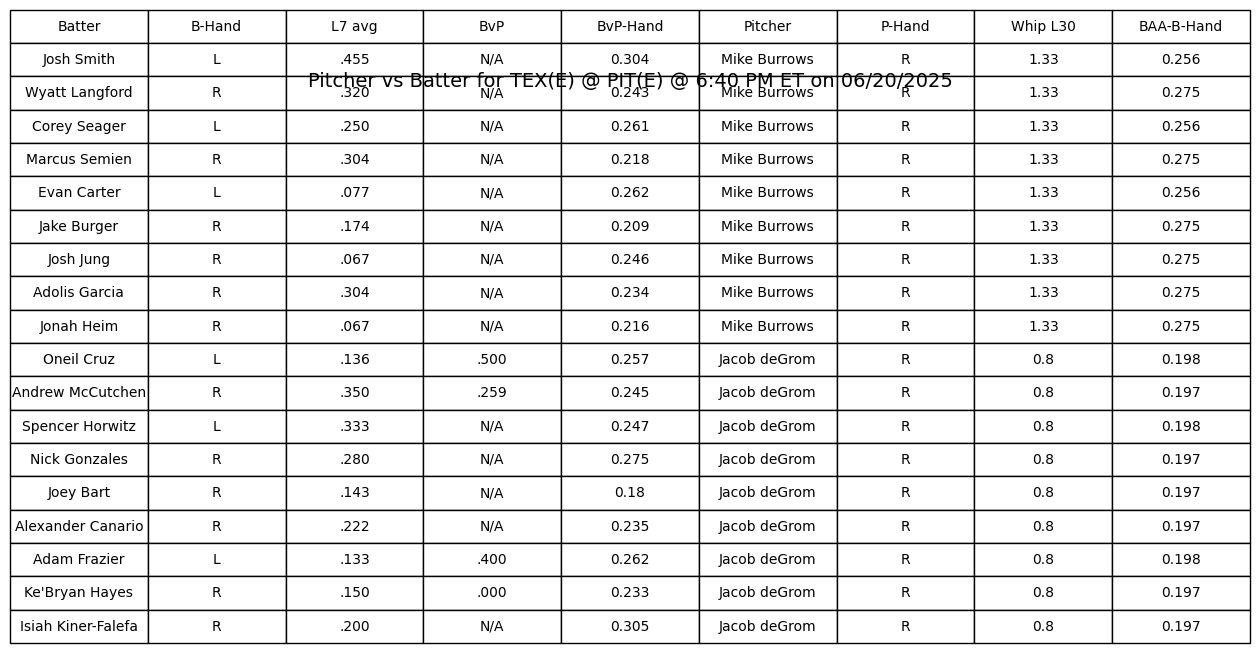 Batter B-Hand L7 avg BvP BvP-Hand Pitcher P-Hand Whip L30 BAA-B-Hand
Josh Smith L .455 N/A 0.304 Mike Burrows R 1.33 0.256
Pitcher vs Batter for TEX(E) @ PIT(E) @ 6:40 PM ET on 06/20/2025
Wyatt Langford R .320 N/A 0.243 Mike Burrows R 1.33 0.275
Corey Seager L .250 N/A 0.261 Mike Burrows R 1.33 0.256
Marcus Semien R .304 N/A 0.218 Mike Burrows R 1.33 0.275
Evan Carter L .077 N/A 0.262 Mike Burrows R 1.33 0.256
Jake Burger R .174 N/A 0.209 Mike Burrows R 1.33 0.275
Josh Jung R .067 N/A 0.246 Mike Burrows R 1.33 0.275
Adolis Garcia R .304 N/A 0.234 Mike Burrows R 1.33 0.275
Jonah Heim R .067 N/A 0.216 Mike Burrows R 1.33 0.275
Oneil Cruz L .136 .500 0.257 Jacob deGrom R 0.8 0.198
Andrew McCutchen R .350 .259 0.245 Jacob deGrom R 0.8 0.197
Spencer Horwitz L .333 N/A 0.247 Jacob deGrom R 0.8 0.198
Nick Gonzales R .280 N/A 0.275 Jacob deGrom R 0.8 0.197
Joey Bart R .143 N/A 0.18 Jacob deGrom R 0.8 0.197
Alexander Canario R .222 N/A 0.235 Jacob deGrom R 0.8 0.197
Adam Frazier L .133 .400 0.262 Jacob deGrom R 0.8 0.198
Ke'Bryan Hayes R .150 .000 0.233 Jacob deGrom R 0.8 0.197
Isiah Kiner-Falefa R .200 N/A 0.305 Jacob deGrom R 0.8 0.197